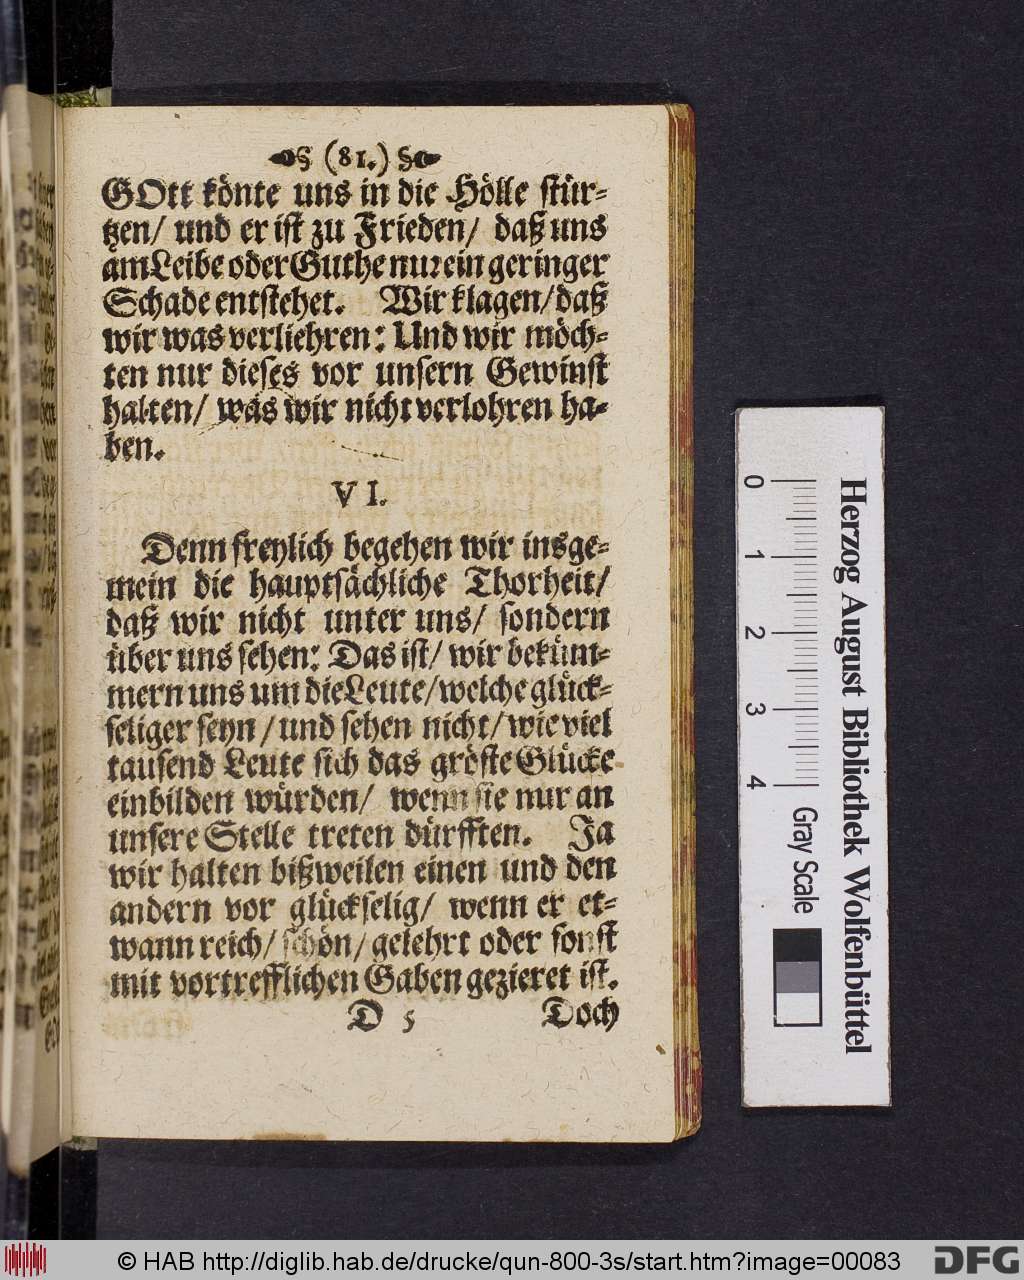 (81.)
GOtt könte uns in die Hölle stür-
tzen/ und er ist zu Frieden/ daß uns
am Leibe oder Guthe nur ein geringer
Schade entstehet. Wir klagen/ daß
wir was verliehren: Und wir möch-
ten nur dieses vor unsern Gewinst
halten/ was wir nicht verlohren ha-
ben.
VI.
Denn freylich begehen wir insge-
mein die hauptsächliche Thorheit/
daß wir nicht unter uns/ sondern
über uns sehen: Das ist/ wir beküm-
mern uns um die Leute/ welche glück-
seliger seyn/ und sehen nicht/ wie viel
tausend Leute sich das gröste Glücke
einbilden würden/ wenn sie nur an
unsere Stelle treten dürfften. Ja
wir halten bißweilen einen und den
andern vor glückselig/ wenn er et-
wann reich/ schön/ gelehrt oder sonst
mit vortrefflichen Gaben gezieret ist.
D 5 Doch
Herzog August Bibliothek Wolfenbüttel
0 1 2 3 4 Gray Scale
© HAB http://diglib.hab.de/drucke/qun-800-3s/start.htm?image=00083
DFG